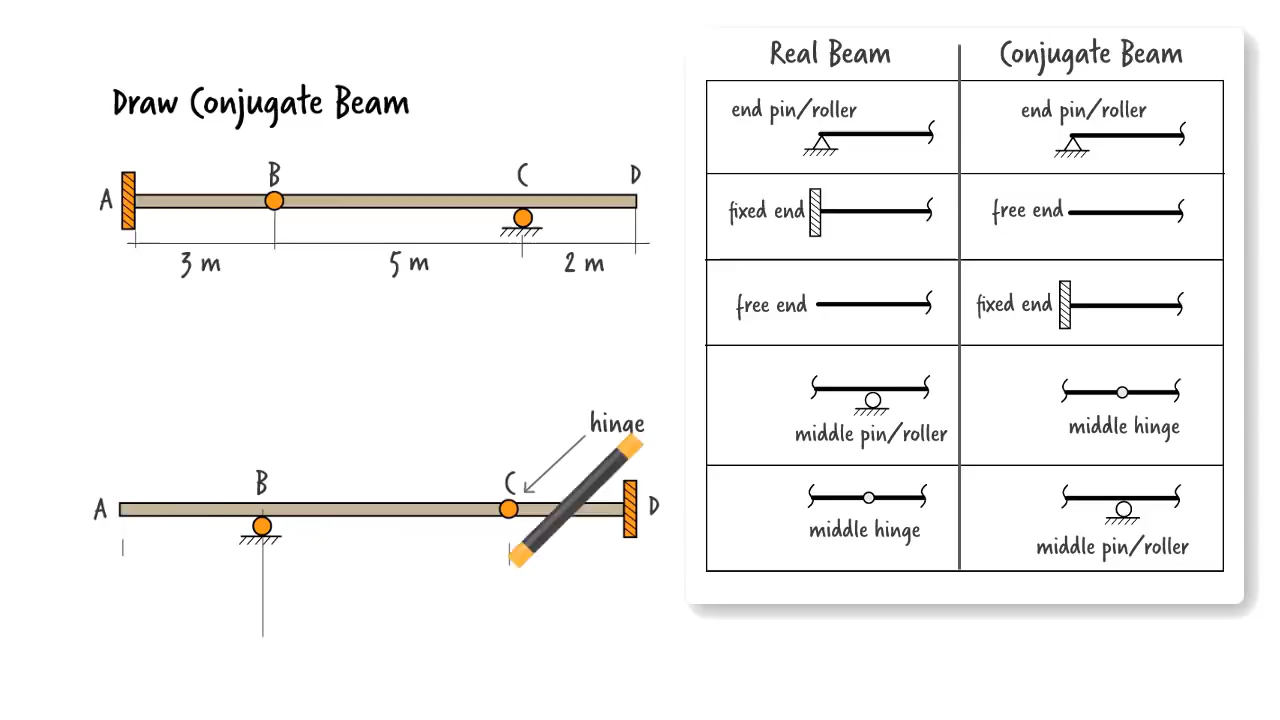 Draw Conjugate Beam
A
B
C
D
3 m
5 m
2 m
hinge
A
B
C
D
Real Beam
Conjugate Beam
end pin/roller
end pin/roller
fixed end
free end
free end
fixed end
middle pin/roller
middle hinge
middle hinge
middle pin/roller